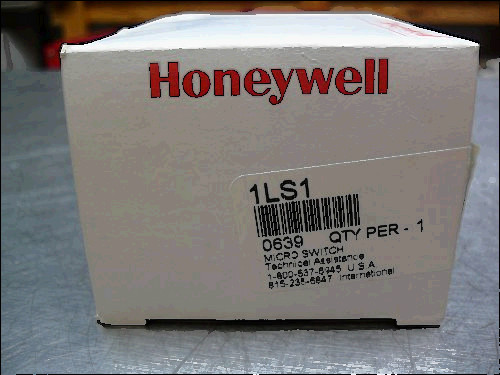 Honeywell
1LS1
0639 QTY PER - 1
MICRO SWITCH
Technical Assistance
1-800-537-6945 U.S.A.
815-235-6847 International